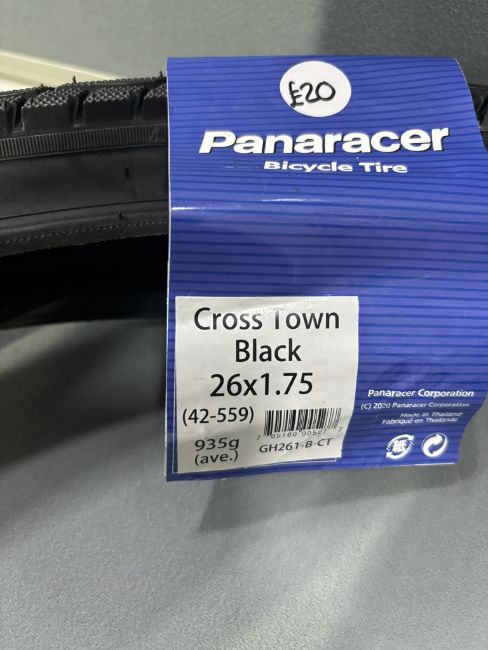 £20
Panaracer
Bicycle Tire
Cross Town
Black
26x1.75
(42-559)
935g
(ave.)
GH261-B-CT
Panaracer Corporation
(C) 2020 Panaracer Corporation
Made in Thailand
Fabriqué en Thaïlande